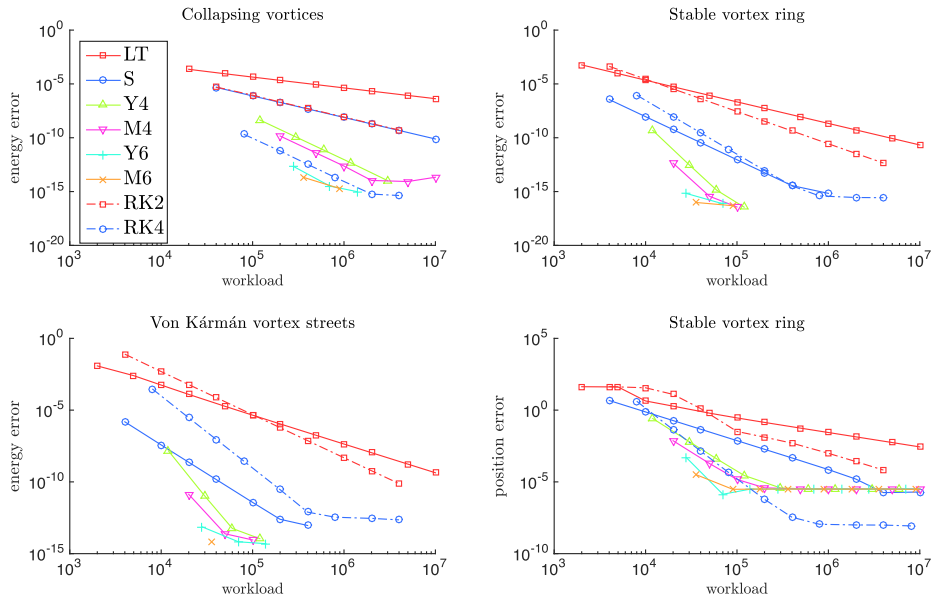 Collapsing vortices
10^0
10^-5
10^-10
10^-15
10^-20
energy error
LT
S
Y4
M4
Y6
M6
RK2
RK4
10^3 10^4 10^5 10^6 10^7
workload
Stable vortex ring
10^0
10^-5
10^-10
10^-15
10^-20
energy error
10^3 10^4 10^5 10^6 10^7
workload
Von Kármán vortex streets
10^0
10^-5
10^-10
10^-15
energy error
10^3 10^4 10^5 10^6 10^7
workload
Stable vortex ring
10^5
10^0
10^-5
10^-10
position error
10^3 10^4 10^5 10^6 10^7
workload